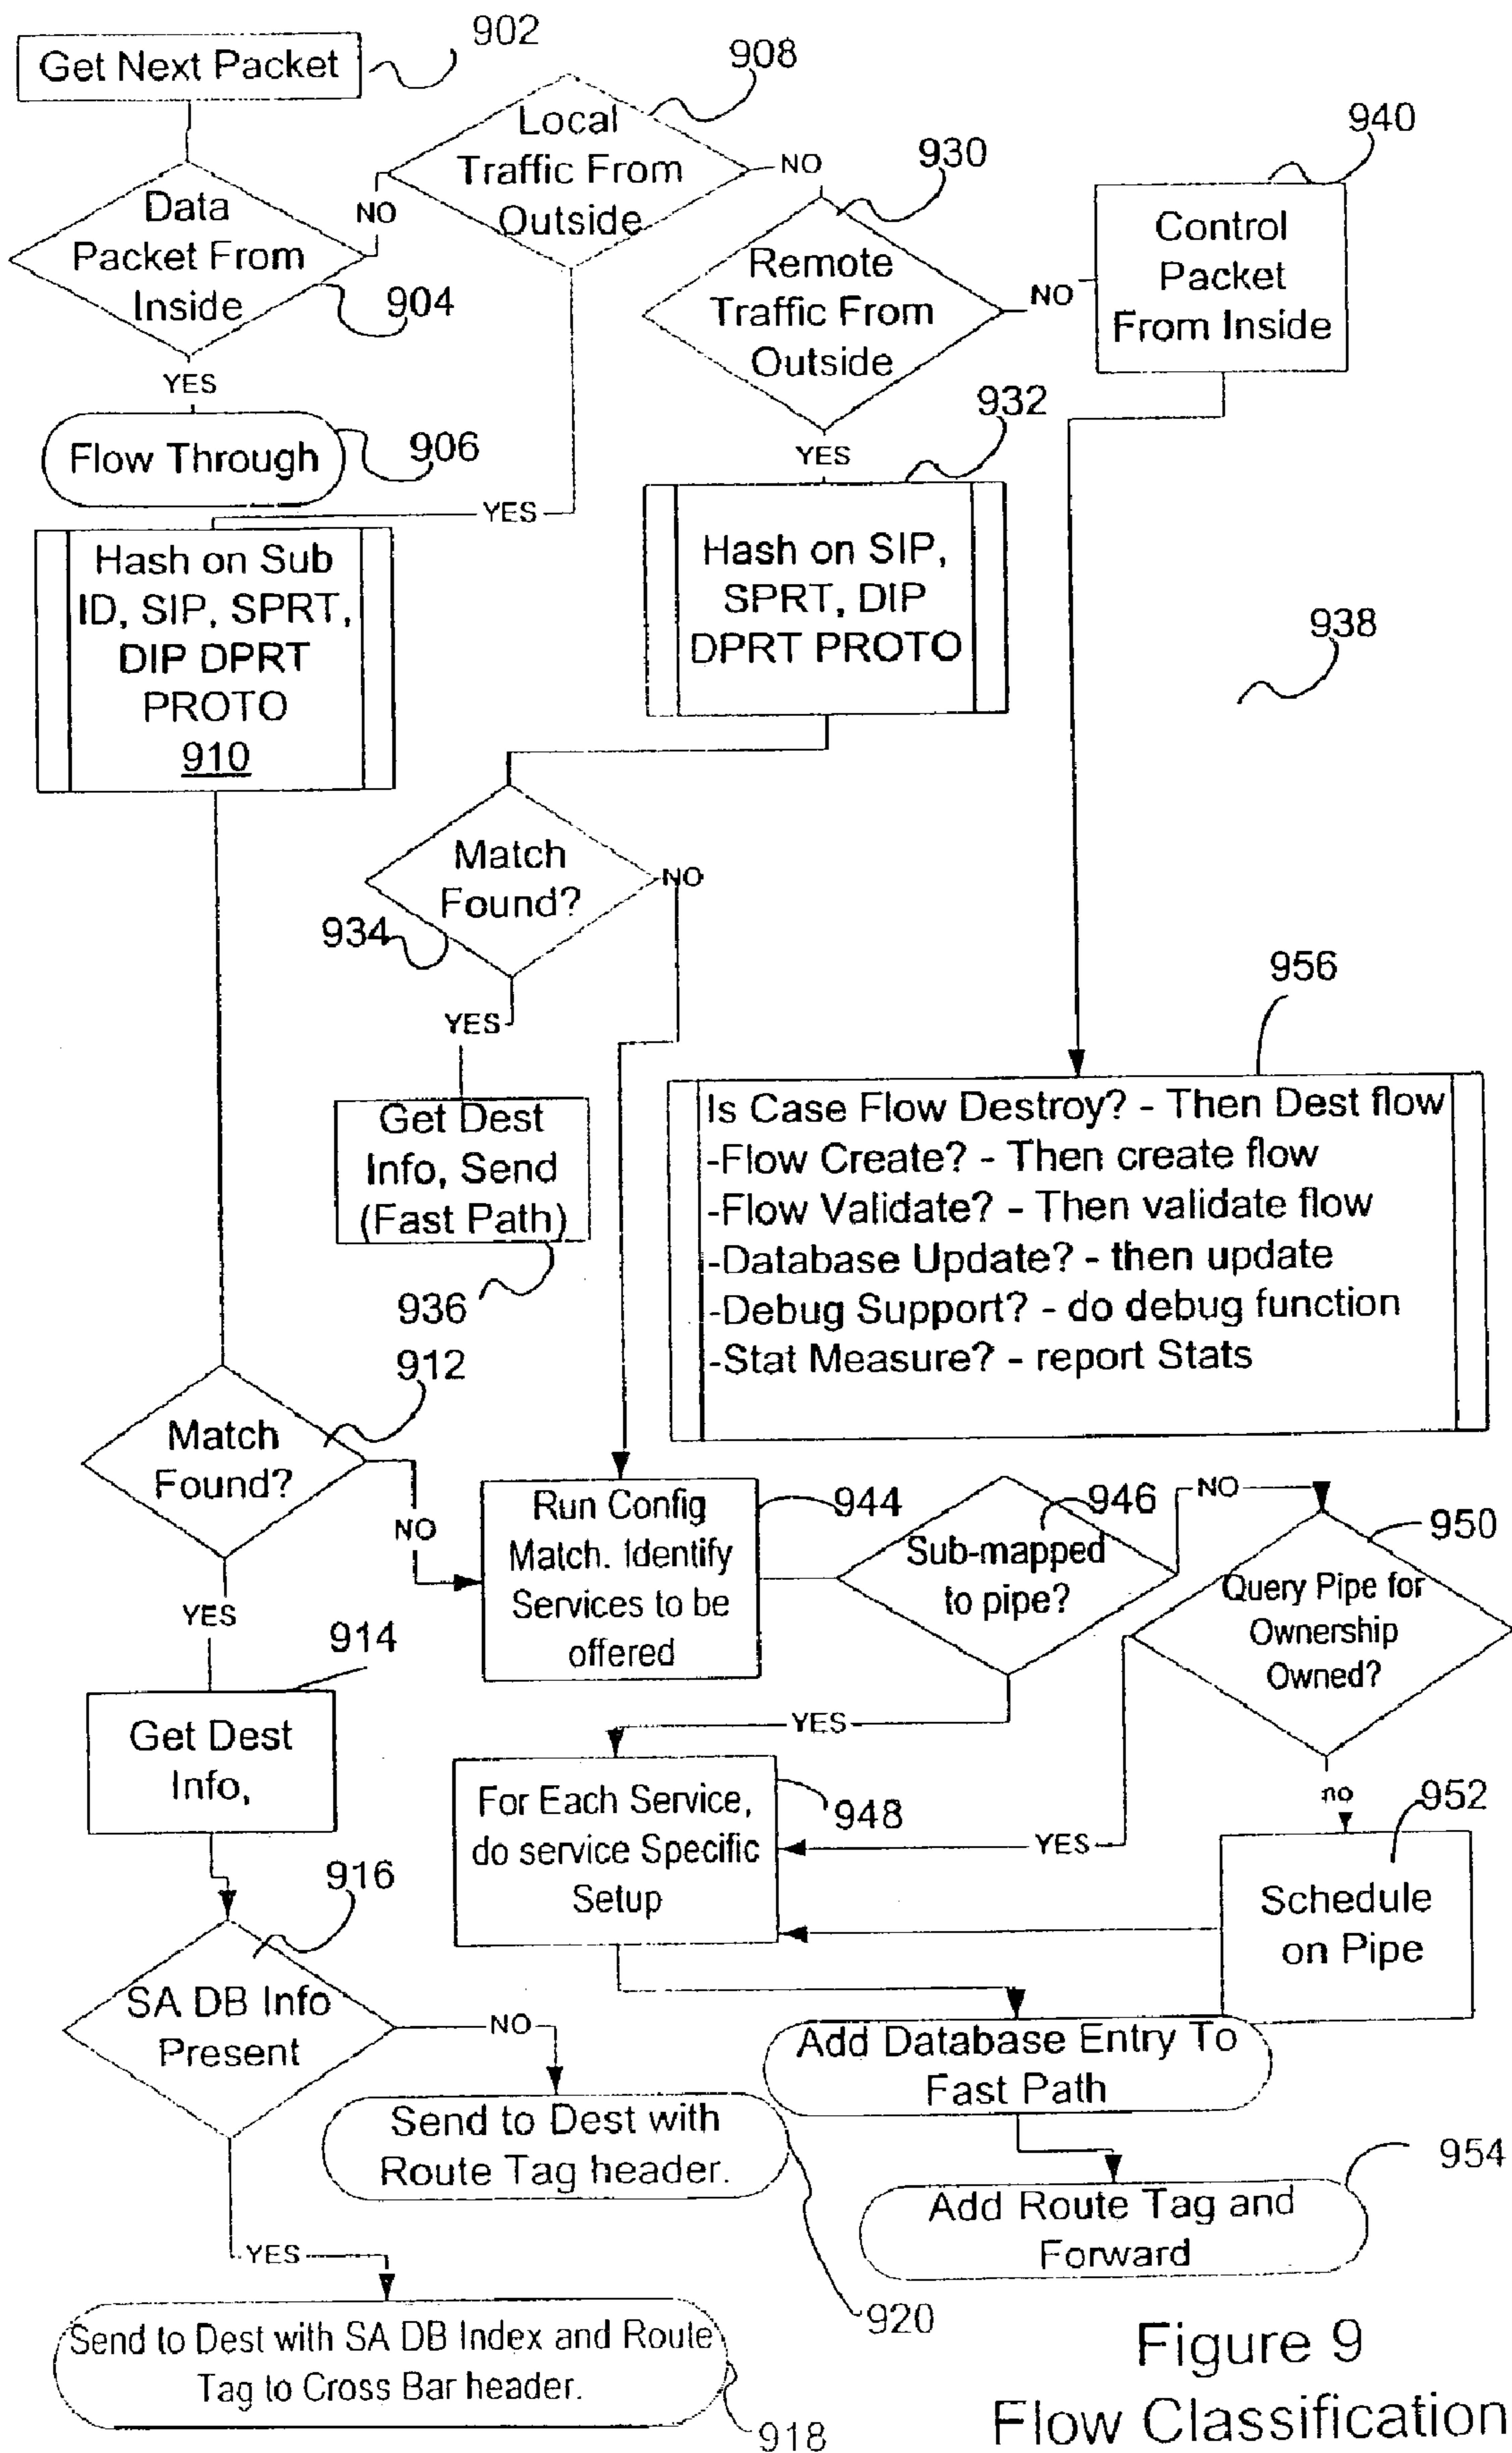 902
Get Next Packet
908
Local
Traffic From
Outside
NO
930
940
Data
Packet From
Inside
NO
904
Remote
Traffic From
Outside
NO
Control
Packet
From Inside
YES
Flow Through
906
YES
YES
932
Hash on Sub
ID, SIP, SPRT,
DIP DPRT
PROTO
910
Hash on SIP,
SPRT, DIP
DPRT PROTO
938
Match
Found?
NO
934
YES
956
Get Dest
Info, Send
(Fast Path)
936
Is Case Flow Destroy? - Then Dest flow
-Flow Create? - Then create flow
-Flow Validate? - Then validate flow
-Database Update? - then update
-Debug Support? - do debug function
-Stat Measure? - report Stats
912
Match
Found?
NO
YES
Run Config
Match. Identify
Services to be
offered
944
946
Sub-mapped
to pipe?
NO
950
Query Pipe for
Ownership
Owned?
914
Get Dest
Info,
YES
For Each Service,
do service Specific
Setup
948
YES
no
952
Schedule
on Pipe
916
SA DB Info
Present
NO
Send to Dest with
Route Tag header.
920
Add Database Entry To
Fast Path
954
Add Route Tag and
Forward
YES
Send to Dest with SA DB Index and Route
Tag to Cross Bar header.
918
Figure 9
Flow Classification